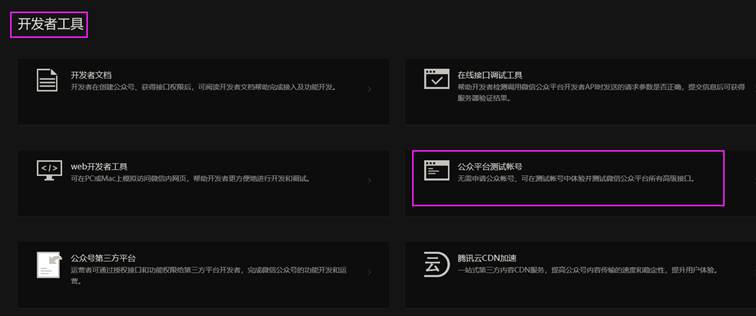 开发者工具
开发者文档
开发者在创建公众号、获得接口权限后，可阅读开发者文档帮助完成接入及功能开发。
在线接口调试工具
帮助开发者检测调用微信公众平台开发者API时发送的请求参数是否正确，提交信息后可获得
服务器验证结果。
web开发者工具
可在PC或Mac上模拟访问微信内网页，帮助开发者更方便地进行开发和调试。
公众平台测试帐号
无需申请公众帐号、可在测试帐号中体验并测试微信公众平台所有高级接口。
公众号第三方平台
运营者可通过授权接口和功能权限给第三方平台开发者，完成微信公众号的功能开发和运
营。
云
腾讯云CDN加速
一站式第三方内容CDN服务，提高公众号内容传输的速度和稳定性，提升用户体验。